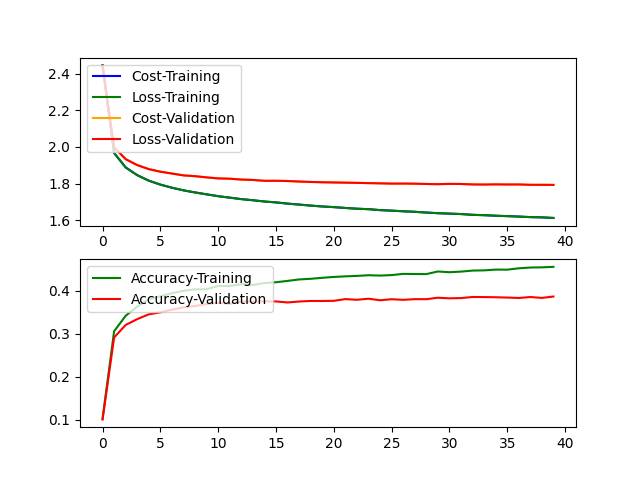 2.4
2.2
2.0
1.8
1.6
Cost-Training
Loss-Training
Cost-Validation
Loss-Validation
0 5 10 15 20 25 30 35 40
0.4
0.3
0.2
0.1
Accuracy-Training
Accuracy-Validation
0 5 10 15 20 25 30 35 40